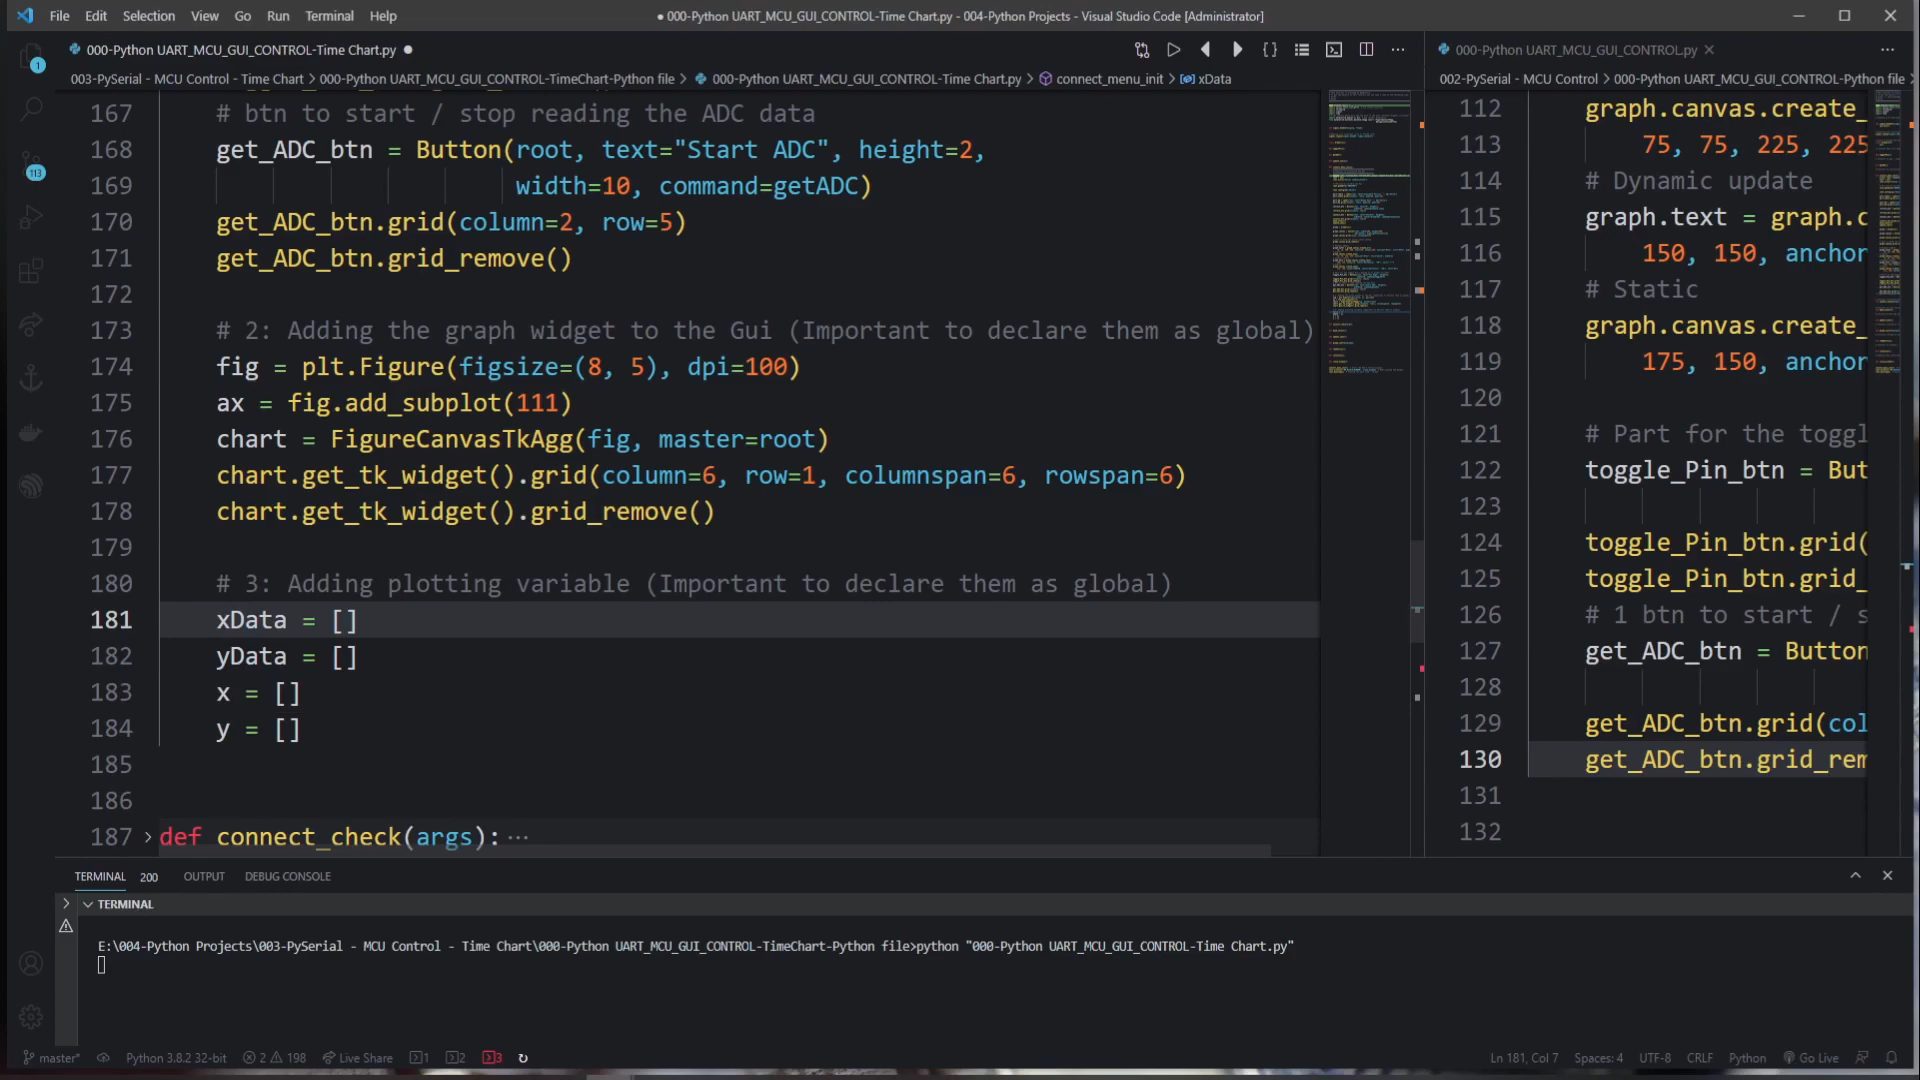 File Edit Selection View Go Run Terminal Help
● 000-Python UART_MCU_GUI_CONTROL-Time Chart.py - 004-Python Projects - Visual Studio Code [Administrator]
000-Python UART_MCU_GUI_CONTROL-Time Chart.py ●
003-PySerial - MCU Control - Time Chart > 000-Python UART_MCU_GUI_CONTROL-TimeChart-Python file > 000-Python UART_MCU_GUI_CONTROL-Time Chart.py > connect_menu_init > xData
167 # btn to start / stop reading the ADC data
168 get_ADC_btn = Button(root, text="Start ADC", height=2,
169 width=10, command=getADC)
170 get_ADC_btn.grid(column=2, row=5)
171 get_ADC_btn.grid_remove()
172
173 # 2: Adding the graph widget to the Gui (Important to declare them as global)
174 fig = plt.Figure(figsize=(8, 5), dpi=100)
175 ax = fig.add_subplot(111)
176 chart = FigureCanvasTkAgg(fig, master=root)
177 chart.get_tk_widget().grid(column=6, row=1, columnspan=6, rowspan=6)
178 chart.get_tk_widget().grid_remove()
179
180 # 3: Adding plotting variable (Important to declare them as global)
181 xData = []
182 yData = []
183 x = []
184 y = []
185
186
187 > def connect_check(args): ...
000-Python UART_MCU_GUI_CONTROL.py
002-PySerial - MCU Control > 000-Python UART_MCU_GUI_CONTROL-Python file >
112 graph.canvas.create_
113 75, 75, 225, 225
114 # Dynamic update
115 graph.text = graph.c
116 150, 150, anchor
117 # Static
118 graph.canvas.create_
119 175, 150, anchor
120
121 # Part for the toggl
122 toggle_Pin_btn = But
123
124 toggle_Pin_btn.grid(
125 toggle_Pin_btn.grid_
126 # 1 btn to start / s
127 get_ADC_btn = Button
128
129 get_ADC_btn.grid(col
130 get_ADC_btn.grid_rem
131
132
1
113
TERMINAL 200 OUTPUT DEBUG CONSOLE
TERMINAL
E:\004-Python Projects\003-PySerial - MCU Control - Time Chart\000-Python UART_MCU_GUI_CONTROL-TimeChart-Python file>python "000-Python UART_MCU_GUI_CONTROL-Time Chart.py"
master* Python 3.8.2 32-bit 2 198 Live Share 1 2 3 Ln 181, Col 7 Spaces: 4 UTF-8 CRLF Python Go Live